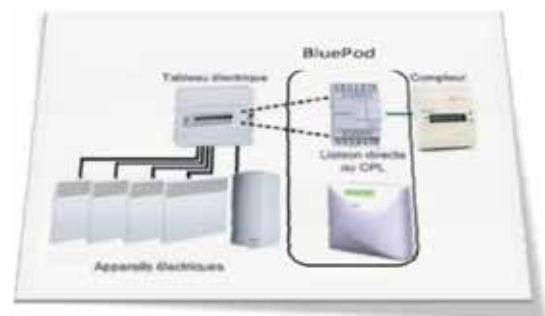 BluePod
Tableau électrique
Compteur
Liaison directe
ou CPL
Appareils électriques